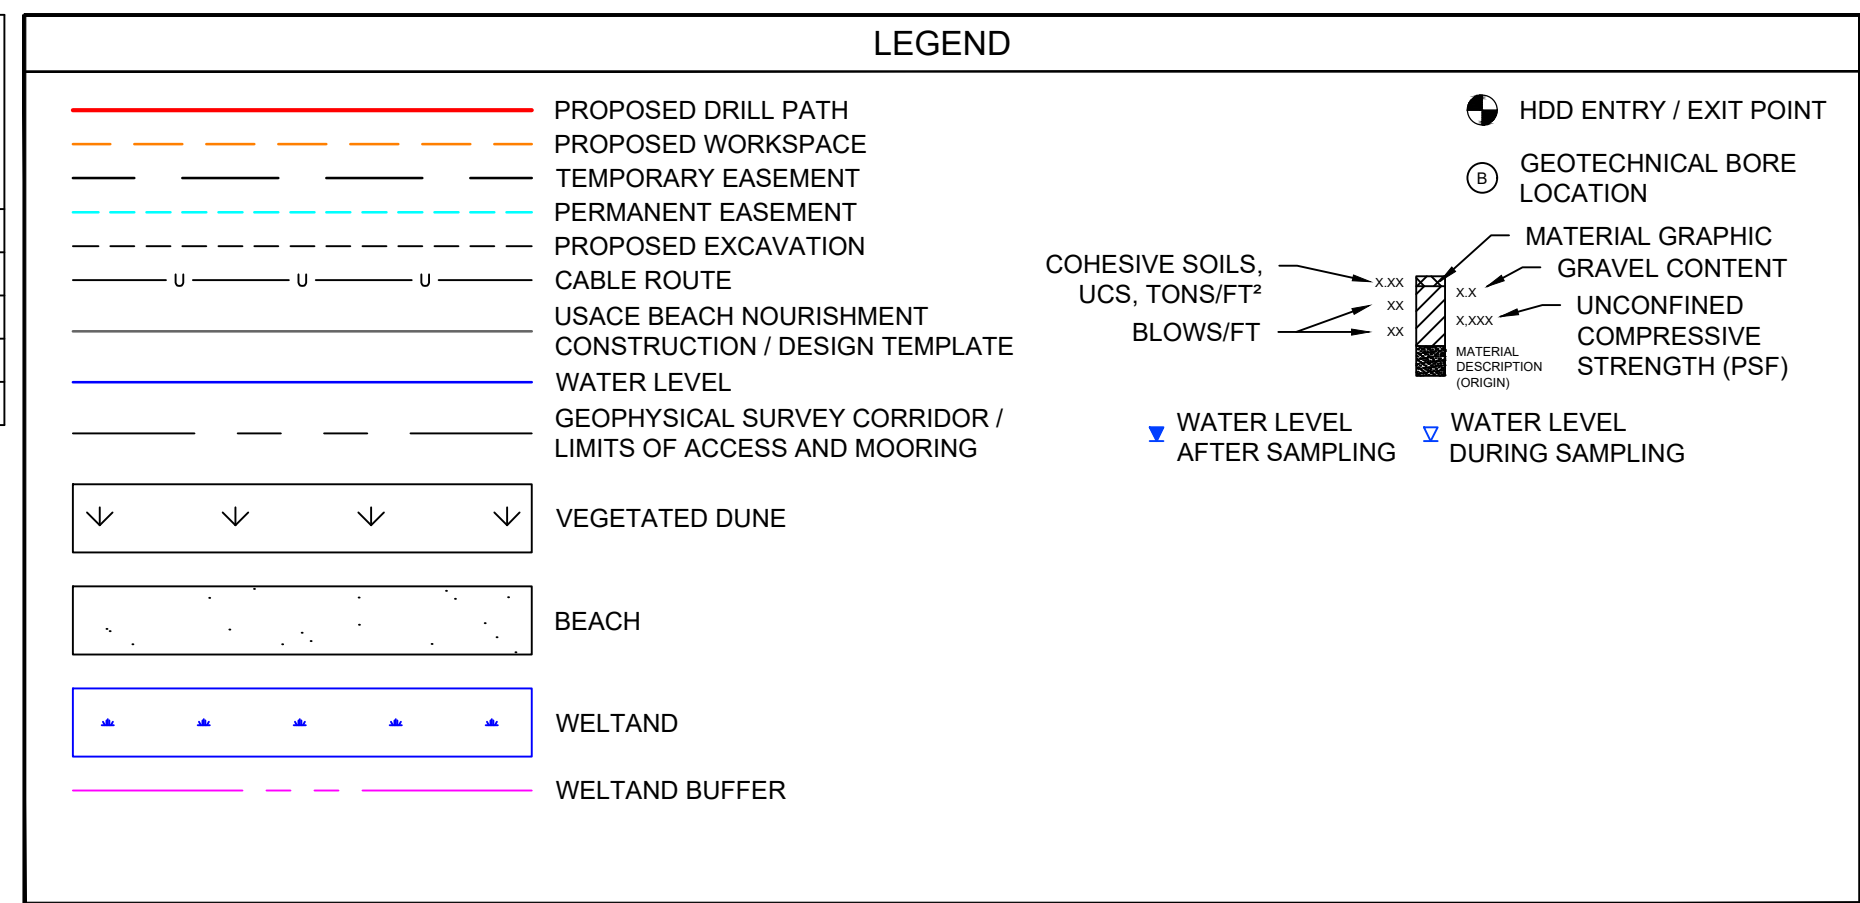 LEGEND
PROPOSED DRILL PATH
PROPOSED WORKSPACE
TEMPORARY EASEMENT
PERMANENT EASEMENT
PROPOSED EXCAVATION
U U U CABLE ROUTE
USACE BEACH NOURISHMENT
CONSTRUCTION / DESIGN TEMPLATE
WATER LEVEL
GEOPHYSICAL SURVEY CORRIDOR /
LIMITS OF ACCESS AND MOORING
VEGETATED DUNE
BEACH
WELTAND
WELTAND BUFFER
HDD ENTRY / EXIT POINT
B
GEOTECHNICAL BORE
LOCATION
COHESIVE SOILS,
UCS, TONS/FT²
BLOWS/FT
X.XX
XX
XX
X.X
X,XXX
MATERIAL
DESCRIPTION
(ORIGIN)
MATERIAL GRAPHIC
GRAVEL CONTENT
UNCONFINED
COMPRESSIVE
STRENGTH (PSF)
WATER LEVEL
AFTER SAMPLING
WATER LEVEL
DURING SAMPLING